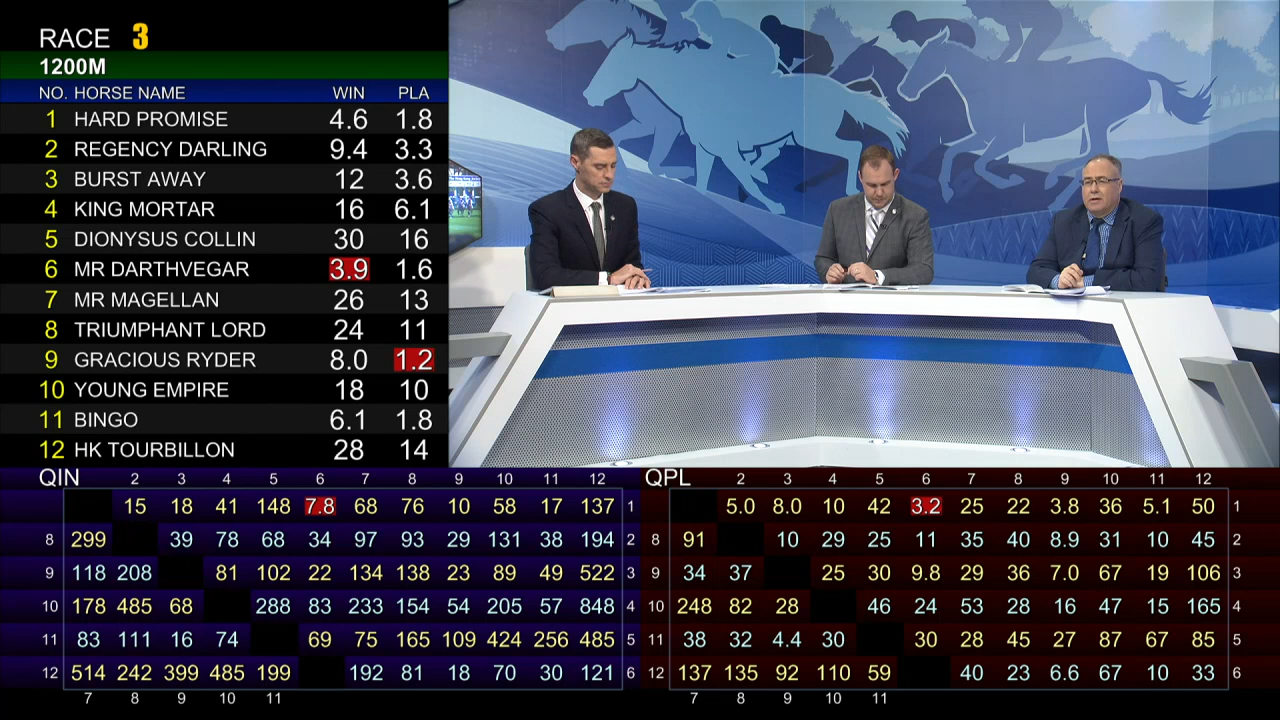 RACE 3
1200M
NO. HORSE NAME WIN PLA
1 HARD PROMISE 4.6 1.8
2 REGENCY DARLING 9.4 3.3
3 BURST AWAY 12 3.6
4 KING MORTAR 16 6.1
5 DIONYSUS COLLIN 30 16
6 MR DARTHVEGAR 3.9 1.6
7 MR MAGELLAN 26 13
8 TRIUMPHANT LORD 24 11
9 GRACIOUS RYDER 8.0 1.2
10 YOUNG EMPIRE 18 10
11 BINGO 6.1 1.8
12 HK TOURBILLON 28 14
QIN 2 3 4 5 6 7 8 9 10 11 12
15 18 41 148 7.8 68 76 10 58 17 137 1
8 299 39 78 68 34 97 93 29 131 38 194 2
9 118 208 81 102 22 134 138 23 89 49 522 3
10 178 485 68 288 83 233 154 54 205 57 848 4
11 83 111 16 74 69 75 165 109 424 256 485 5
12 514 242 399 485 199 192 81 18 70 30 121 6
7 8 9 10 11
QPL 2 3 4 5 6 7 8 9 10 11 12
5.0 8.0 10 42 3.2 25 22 3.8 36 5.1 50 1
8 91 10 29 25 11 35 40 8.9 31 10 45 2
9 34 37 25 30 9.8 29 36 7.0 67 19 106 3
10 248 82 28 46 24 53 28 16 47 15 165 4
11 38 32 4.4 30 30 28 45 27 87 67 85 5
12 137 135 92 110 59 40 23 6.6 67 10 33 6
7 8 9 10 11